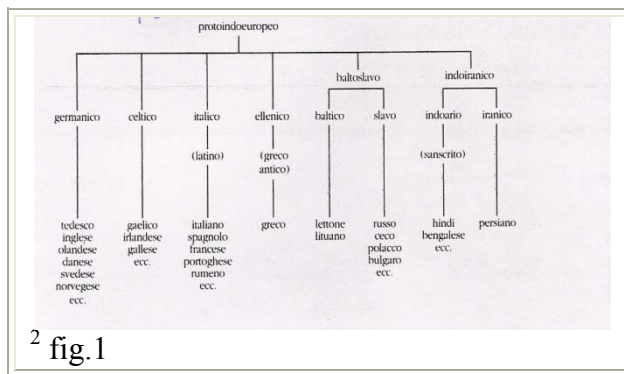 protoindoeuropeo
baltoslavo indoiranico
germanico celtico italico ellenico baltico slavo indoario iranico
(latino) (greco (sanscrito)
antico)
tedesco gaelico italiano greco lettone russo hindi persiano
inglese irlandese spagnolo lituano ceco bengalese
olandese gallese francese polacco ecc.
danese ecc. portoghese bulgaro
svedese rumeno ecc.
norvegese ecc.
ecc.
2 fig.1